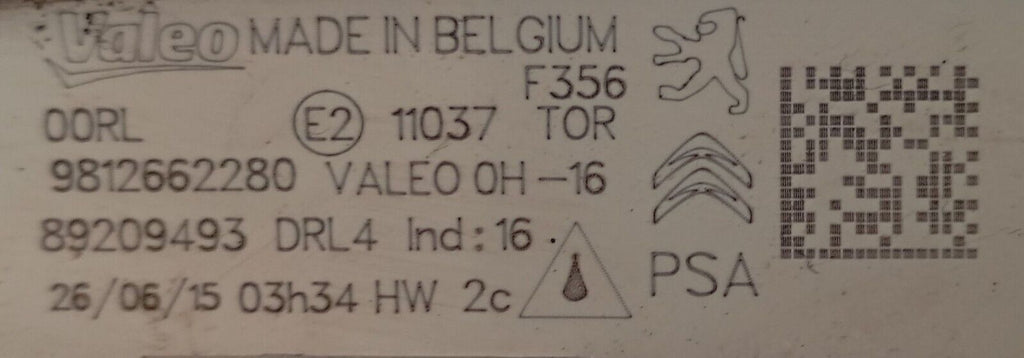 Valeo MADE IN BELGIUM
F356
00RL E2 11037 TOR
9812662280 VALEO 0H -16
89209493 DRL4 Ind: 16
26/06/15 03h34 HW 2c
PSA